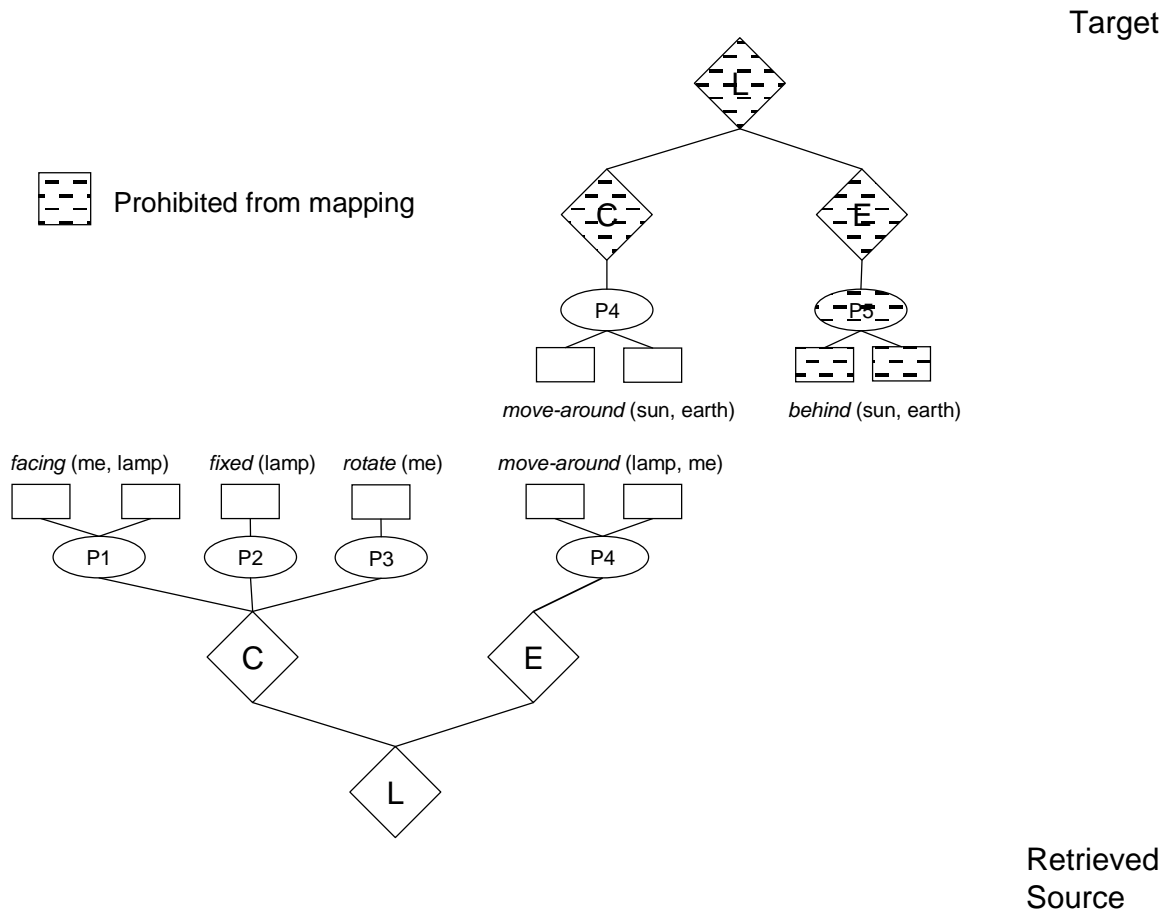 Target
L
Prohibited from mapping
C E
P4 P5
move-around (sun, earth) behind (sun, earth)
facing (me, lamp) fixed (lamp) rotate (me) move-around (lamp, me)
P1 P2 P3 P4
C E
L
Retrieved
Source